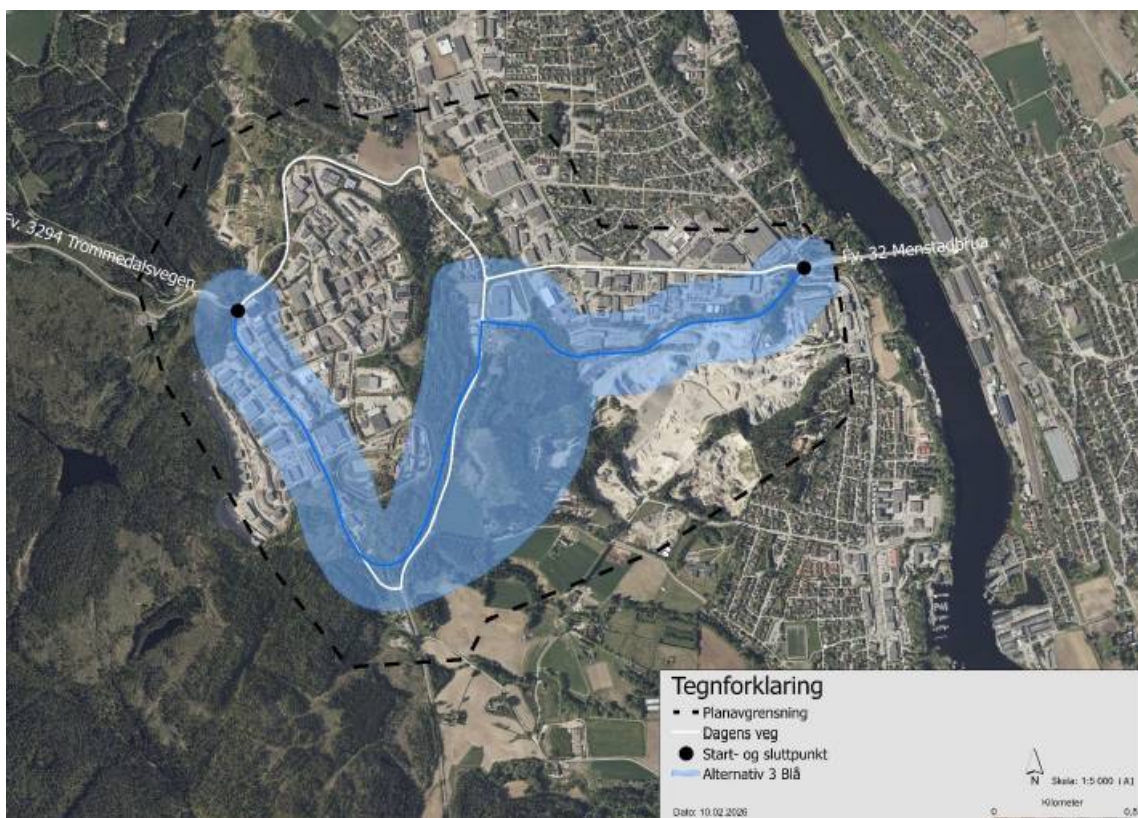 Fv. 3294 Trommedalsvegen
Fv. 32 Menstadbrua
Tegnforklaring
Planavgrensning
Dagens veg
Start- og sluttpunkt
Alternativ 3 Blå
N
Skala: 1:5 000 i A1
Kilometer
Dato: 10.02.2026
0
0,5